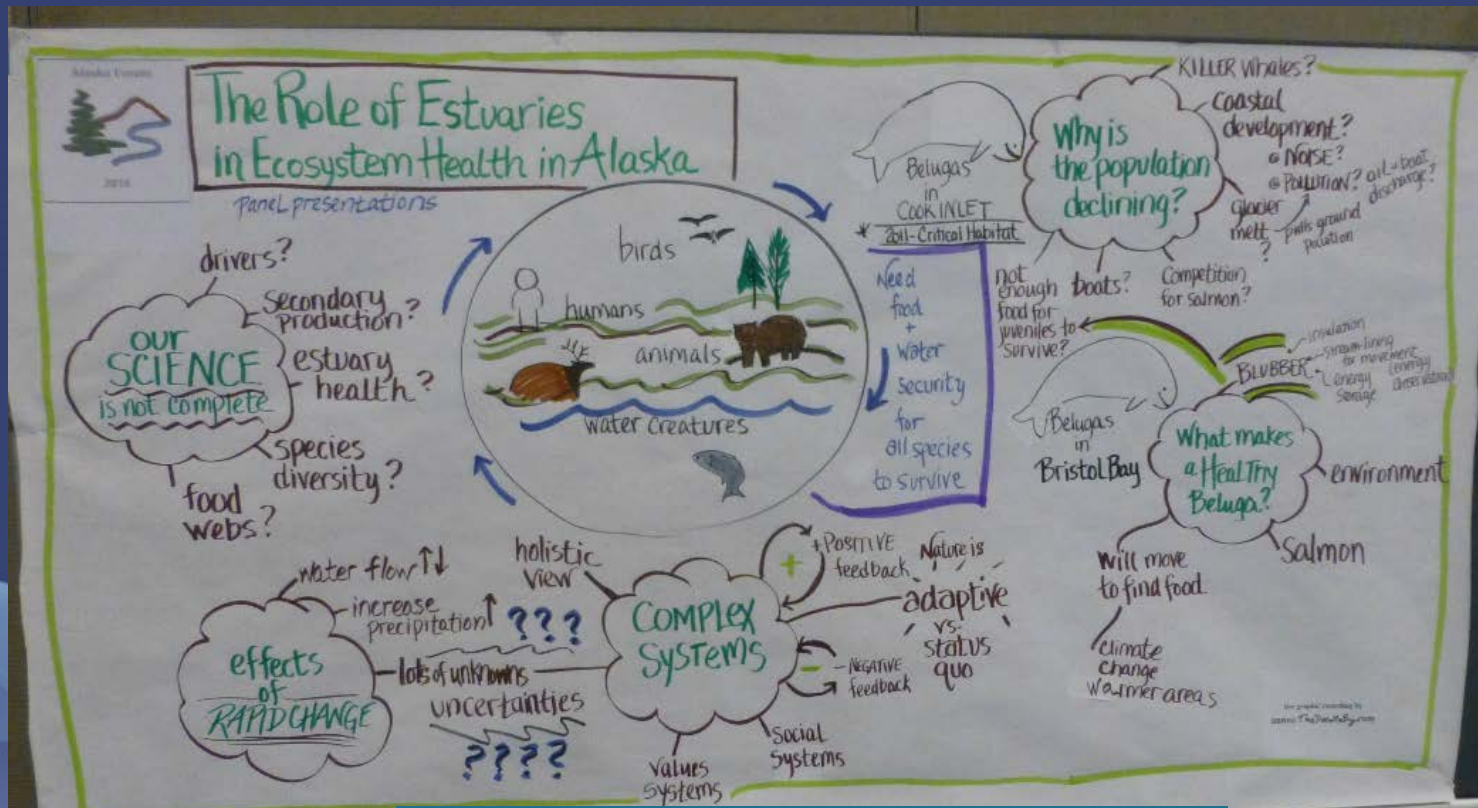 Alaska Forum
2016
The Role of Estuaries
in Ecosystem Health in Alaska
Panel presentations
drivers?
secondary
production?
estuary
health?
species
diversity?
food
webs?
OUR
SCIENCE
is not complete
birds
humans
animals
water creatures
Need
food
+
water
security
for
all species
to survive
Belugas
in
COOK INLET
* 2011-Critical Habitat
Why is
the population
declining?
KILLER Whales?
Coastal
development?
NOISE?
POLLUTION? oil + boat
discharge?
glacier
melt
?
pulls ground
pollution
Competition
for salmon?
boats?
not
enough
food for
juveniles to
survive?
Belugas
in
Bristol Bay
BLUBBER
insulation
streamlining
for movement
(energy
conservation)
energy
storage
What makes
a Healthy
Beluga?
environment
Salmon
will move
to find food
climate
change
warmer areas
effects
of
RAPID CHANGE
water flow ↑↓
increase
precipitation ↑
lots of unknowns
uncertainties
???
????
COMPLEX
SYSTEMS
holistic
view
+
+ POSITIVE
feedback
Nature is
adaptive
vs.
status
quo
-
- NEGATIVE
feedback
social
systems
values
systems